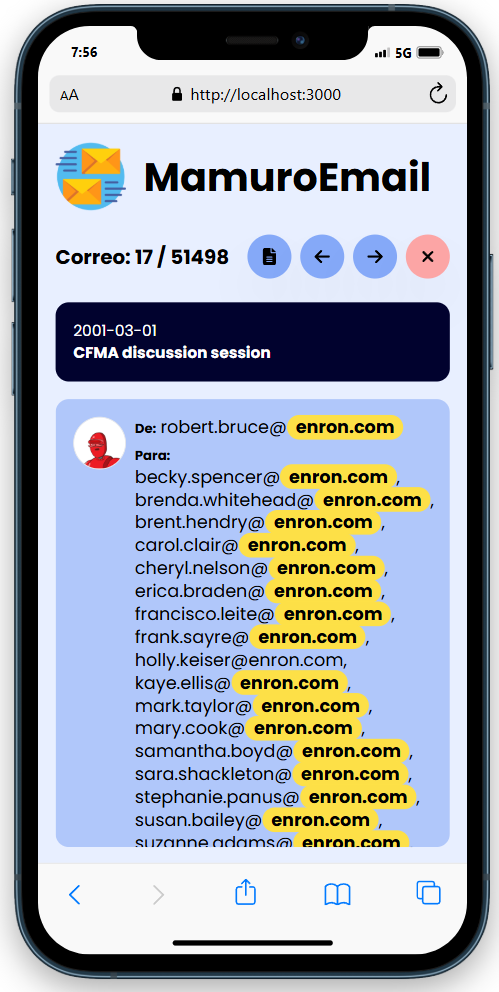 7:56
5G
AA
http://localhost:3000
MamuroEmail
Correo: 17 / 51498
2001-03-01
CFMA discussion session
De: robert.bruce@ enron.com
Para:
becky.spencer@ enron.com ,
brenda.whitehead@ enron.com ,
brent.hendry@ enron.com ,
carol.clair@ enron.com ,
cheryl.nelson@ enron.com ,
erica.braden@ enron.com ,
francisco.leite@ enron.com ,
frank.sayre@ enron.com ,
holly.keiser@enron.com,
kaye.ellis@ enron.com ,
mark.taylor@ enron.com ,
mary.cook@ enron.com ,
samantha.boyd@ enron.com ,
sara.shackleton@ enron.com ,
stephanie.panus@ enron.com ,
susan.bailey@ enron.com ,
suzanne.adams@ enron.com